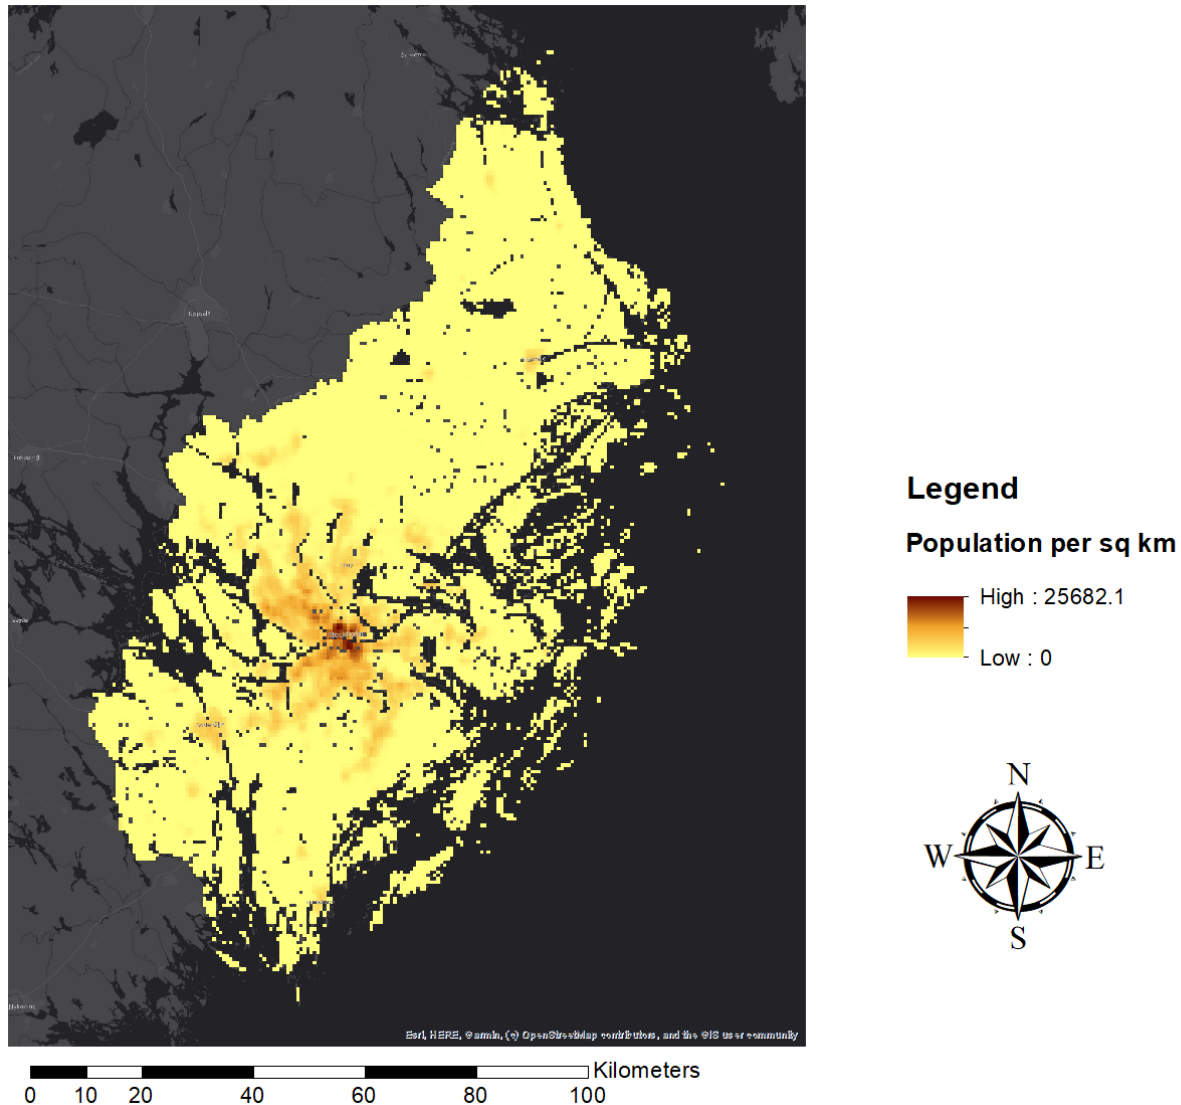 Legend
Population per sq km
High : 25682.1
Low : 0
N
W
E
S
Esri, HERE, Garmin, (c) OpenStreetMap contributors, and the GIS user community
Kilometers
0 10 20 40 60 80 100